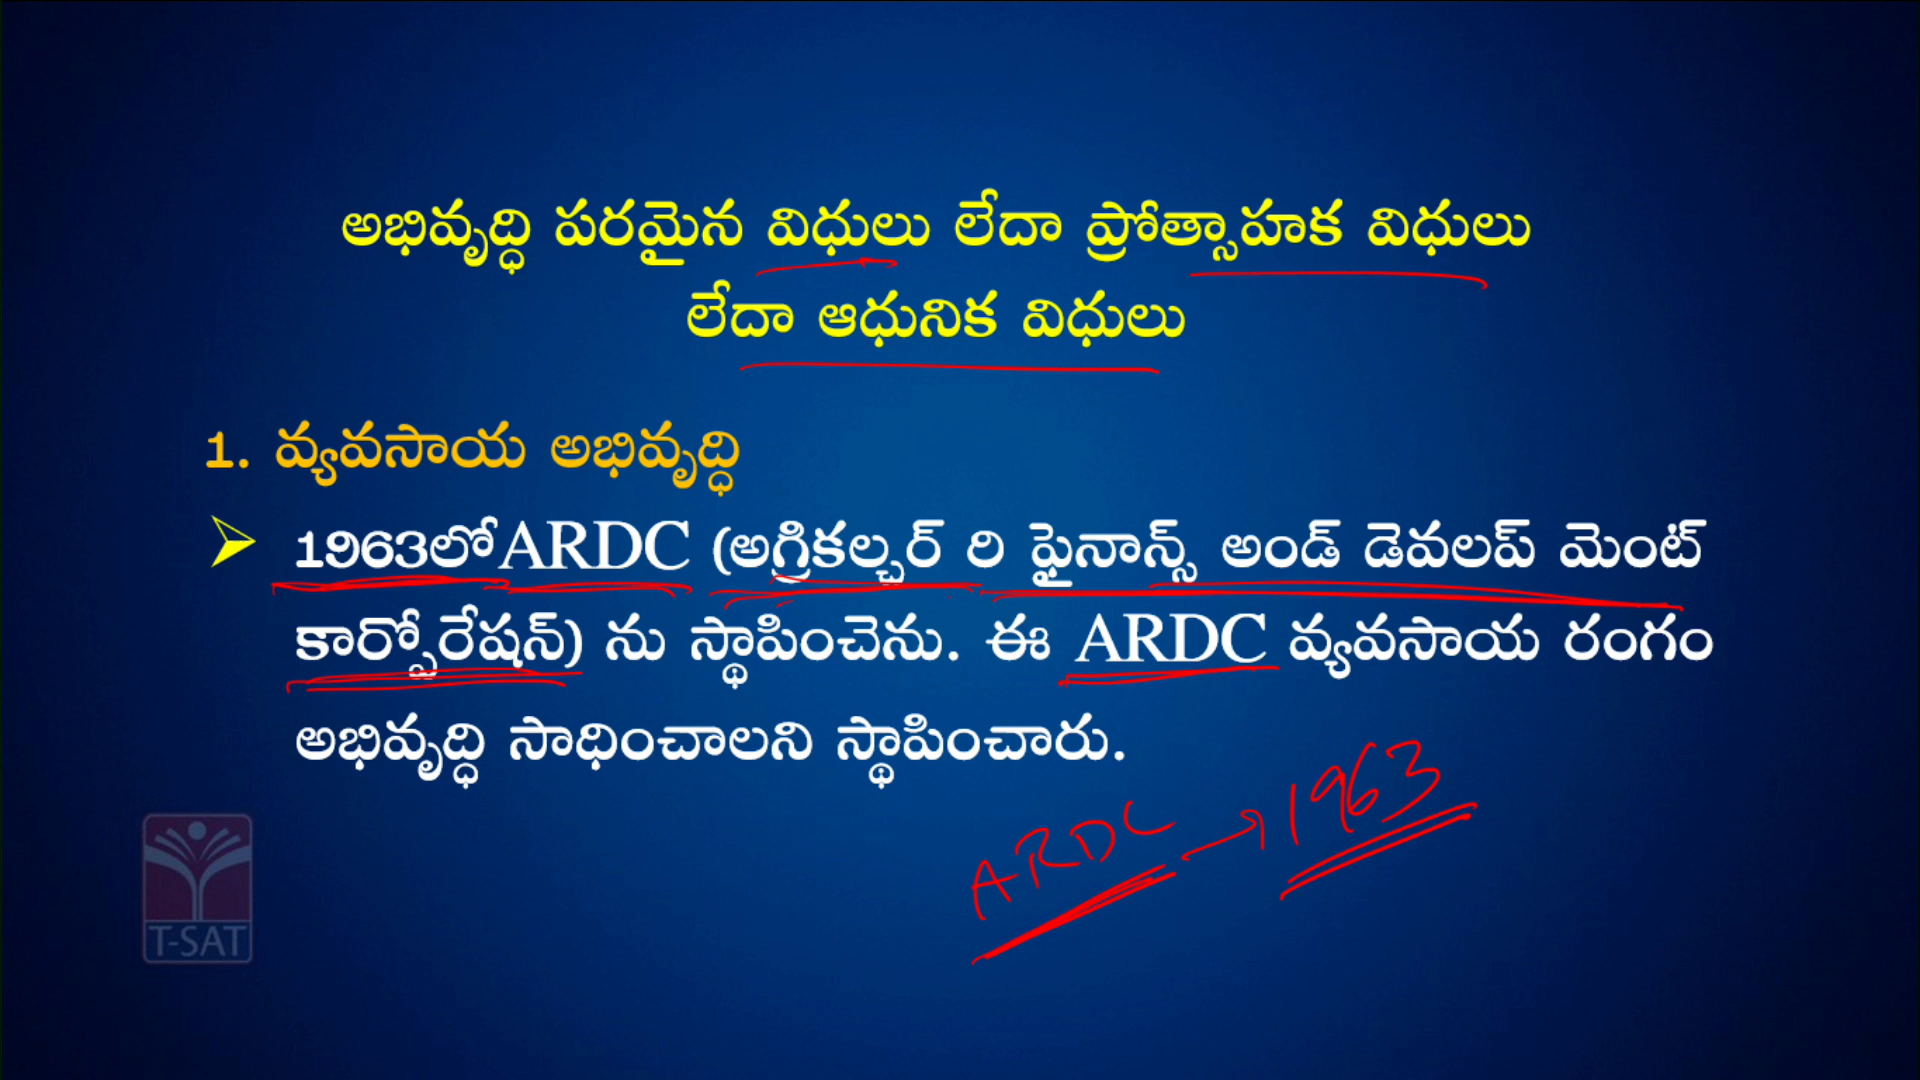 అభివృద్ధి పరమైన విధులు లేదా ప్రోత్సాహక విధులు
లేదా ఆధునిక విధులు
1. వ్యవసాయ అభివృద్ధి
➢ 1963లో ARDC (అగ్రికల్చర్ రి ఫైనాన్స్ అండ్ డెవలప్ మెంట్
కార్పోరేషన్) ను స్థాపించెను. ఈ ARDC వ్యవసాయ రంగం
అభివృద్ధి సాధించాలని స్థాపించారు.
ARDC → 1963
T-SAT